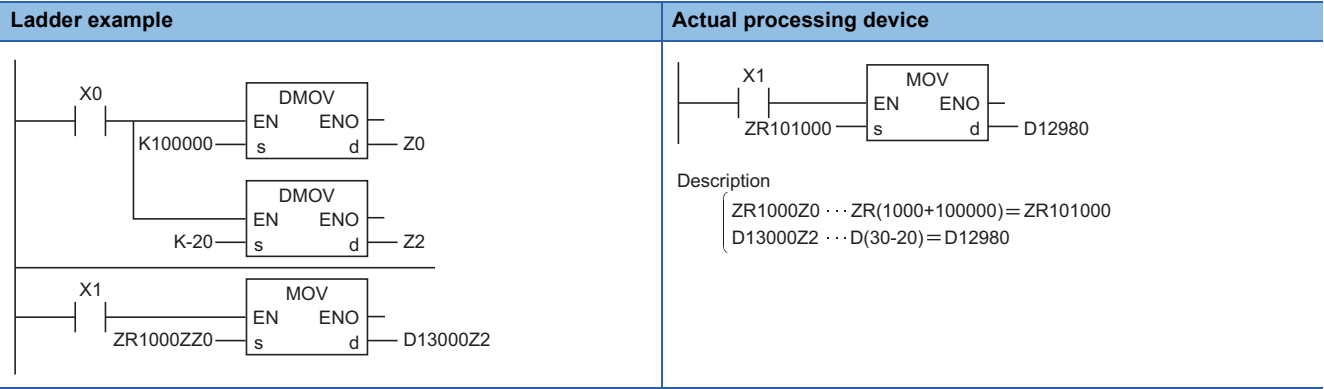 Ladder example
Actual processing device
X0
DMOV
EN ENO
K100000 s d Z0
DMOV
EN ENO
K-20 s d Z2
X1
MOV
EN ENO
ZR1000ZZ0 s d D13000Z2
X1
MOV
EN ENO
ZR101000 s d D12980
Description
ZR1000Z0 ··· ZR(1000+100000)=ZR101000
D13000Z2 ··· D(30-20)=D12980